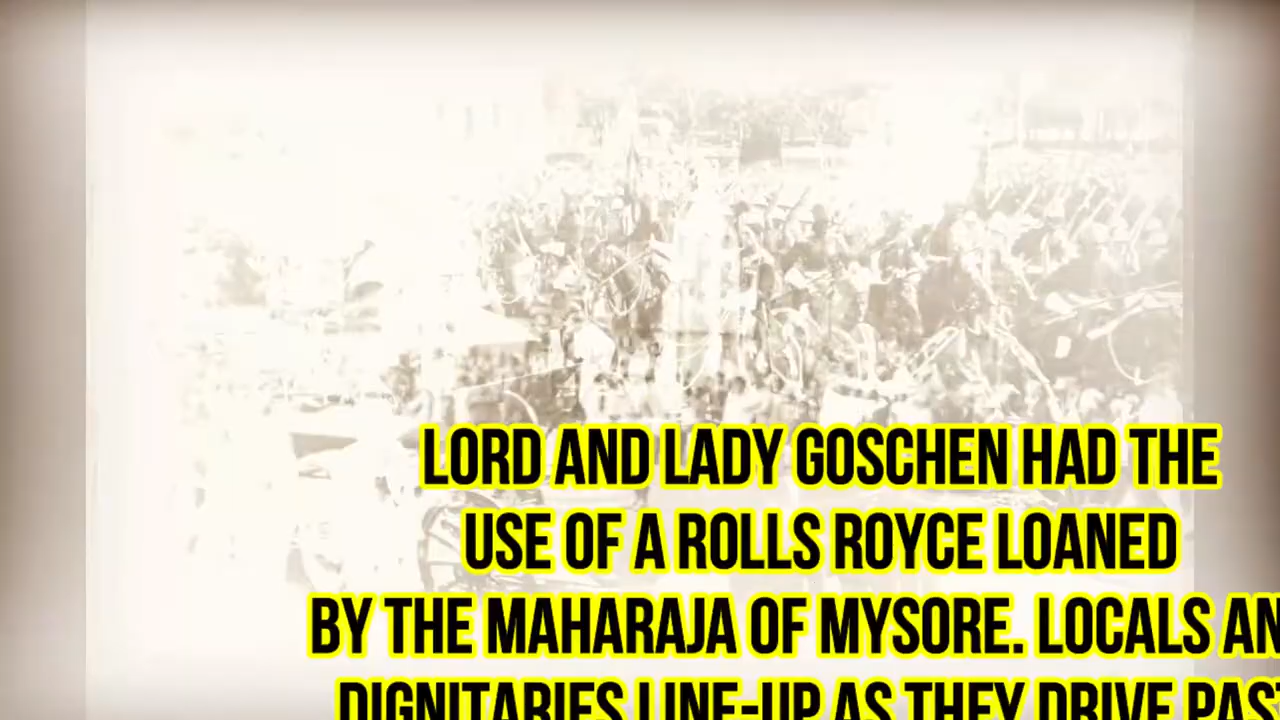 LORD AND LADY GOSCHEN HAD THE
USE OF A ROLLS ROYCE LOANED
BY THE MAHARAJA OF MYSORE. LOCALS AN
DIGNITARIES LINE-UP AS THEY DRIVE PAST